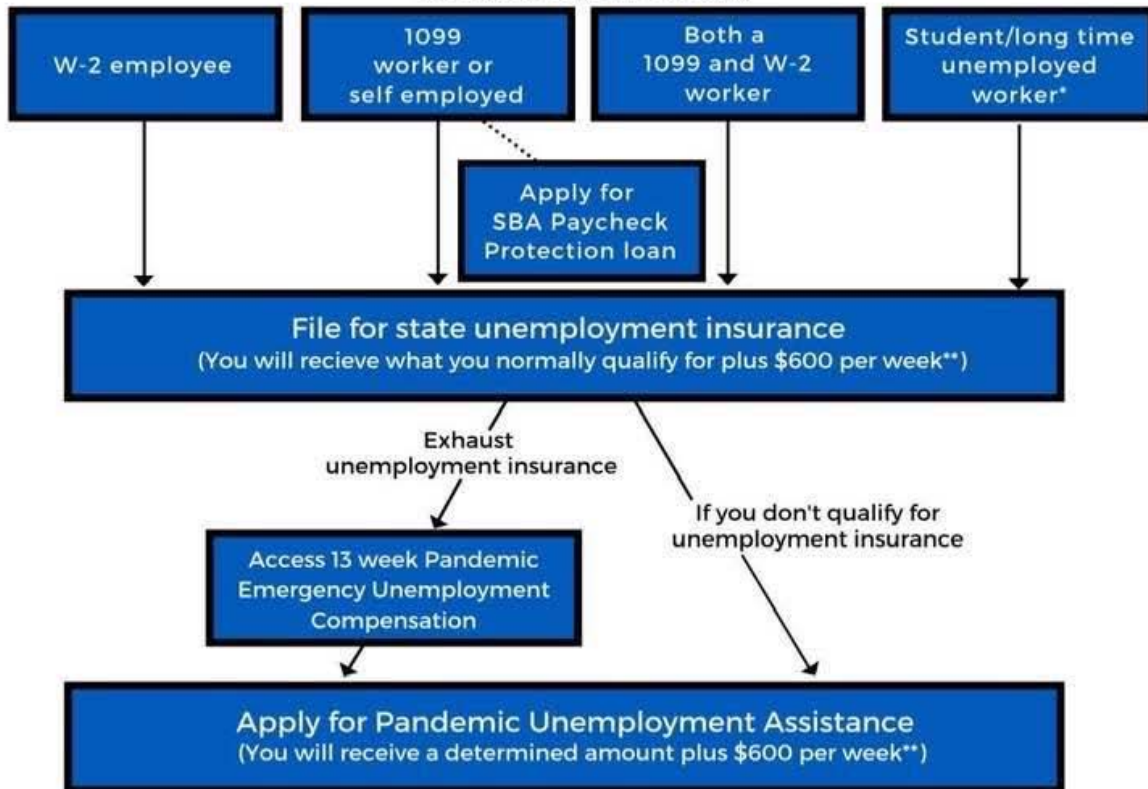 W-2 employee
1099
worker or
self employed
Both a
1099 and W-2
worker
Student/long time
unemployed
worker*
Apply for
SBA Paycheck
Protection loan
File for state unemployment insurance
(You will recieve what you normally qualify for plus $600 per week**)
Exhaust
unemployment insurance
If you don't qualify for
unemployment insurance
Access 13 week Pandemic
Emergency Unemployment
Compensation
Apply for Pandemic Unemployment Assistance
(You will receive a determined amount plus $600 per week**)